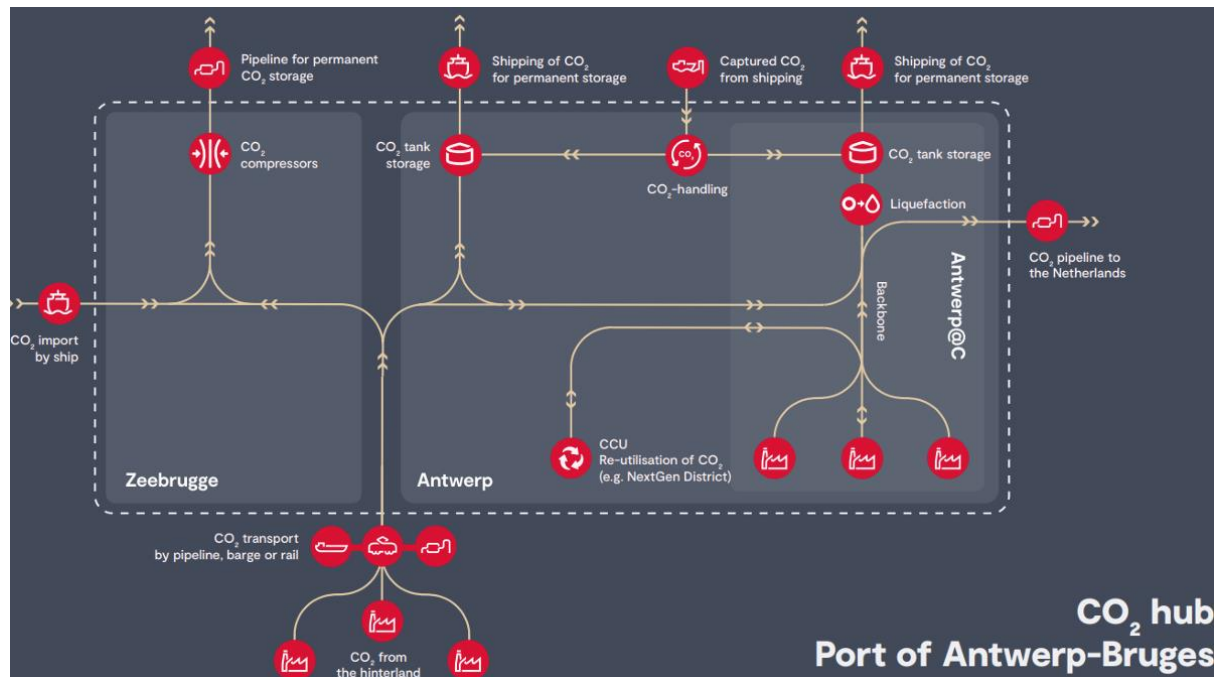 Pipeline for permanent
CO₂ storage
Shipping of CO₂
for permanent storage
Captured CO₂
from shipping
Shipping of CO₂
for permanent storage
CO₂
compressors
CO₂ tank
storage
CO₂
CO₂-handling
CO₂ tank storage
Liquefaction
CO₂ pipeline to
the Netherlands
Antwerp@C
Backbone
CO₂ import
by ship
CCU
Re-utilisation of CO₂
(e.g. NextGen District)
Zeebrugge
Antwerp
CO₂ transport
by pipeline, barge or rail
CO₂ from
the hinterland
CO₂ hub
Port of Antwerp-Bruges